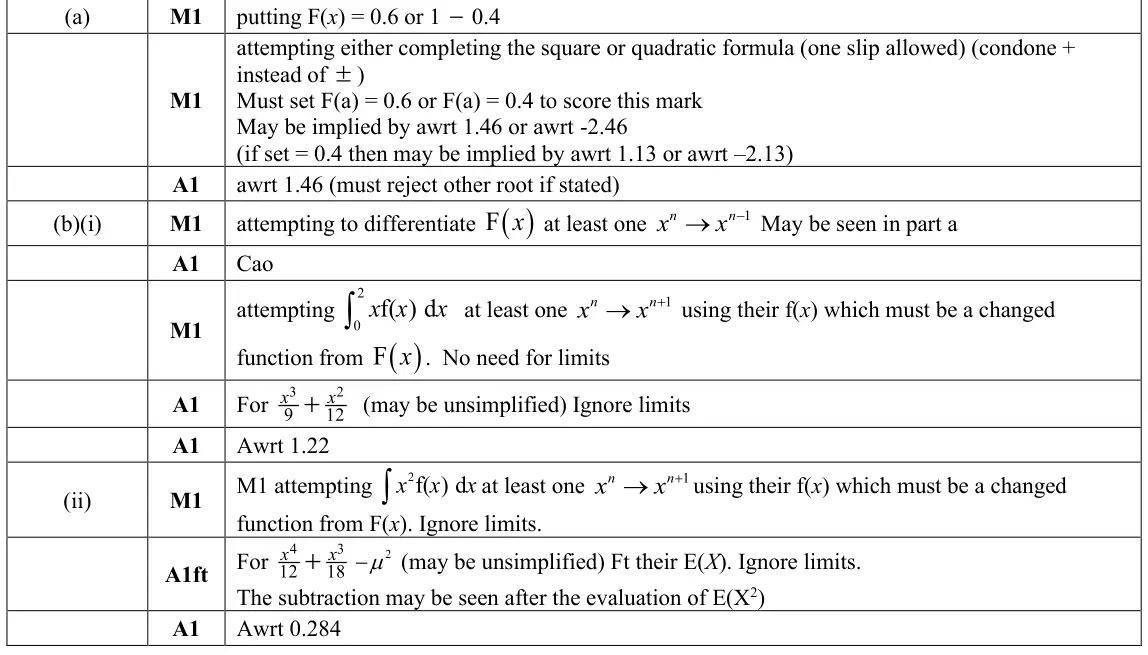 (a) M1 putting F(x) = 0.6 or 1 − 0.4
attempting either completing the square or quadratic formula (one slip allowed) (condone +
instead of ± )
M1 Must set F(a) = 0.6 or F(a) = 0.4 to score this mark
May be implied by awrt 1.46 or awrt -2.46
(if set = 0.4 then may be implied by awrt 1.13 or awrt –2.13)
A1 awrt 1.46 (must reject other root if stated)
(b)(i) M1 attempting to differentiate F(x) at least one xⁿ → xⁿ⁻¹ May be seen in part a
A1 Cao
M1 attempting ∫₀² xf(x) dx at least one xⁿ → xⁿ⁺¹ using their f(x) which must be a changed
function from F(x). No need for limits
A1 For x³/9 + x²/12 (may be unsimplified) Ignore limits
A1 Awrt 1.22
(ii) M1 M1 attempting ∫ x²f(x) dx at least one xⁿ → xⁿ⁺¹ using their f(x) which must be a changed
function from F(x). Ignore limits.
A1ft For x⁴/12 + x³/18 – μ² (may be unsimplified) Ft their E(X). Ignore limits.
The subtraction may be seen after the evaluation of E(X²)
A1 Awrt 0.284